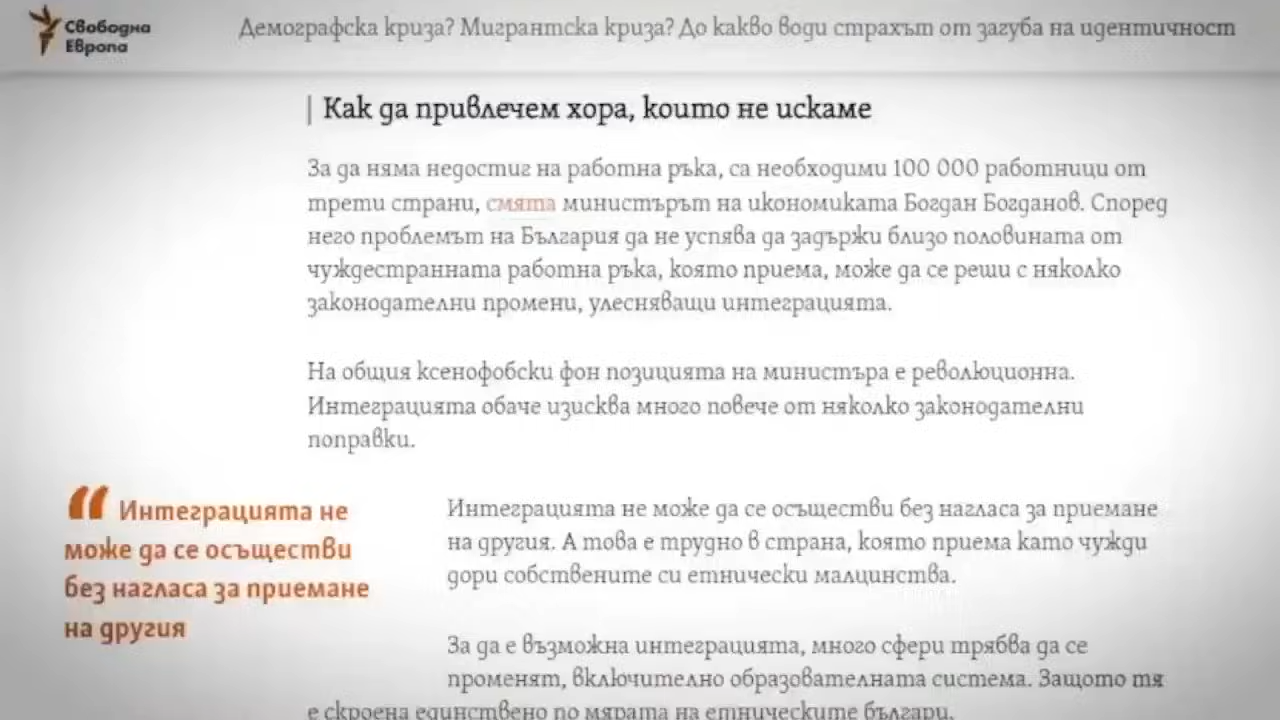 Свободна
Европа
Демографска криза? Мигрантска криза? До какво води страхът от загуба на идентичност
Как да привлечем хора, които не искаме
За да няма недостиг на работна ръка, са необходими 100 000 работници от
трети страни, смята министърът на икономиката Богдан Богданов. Според
него проблемът на България да не успява да задържи близо половината от
чуждестранната работна ръка, която приема, може да се реши с няколко
законодателни промени, улесняващи интеграцията.
На общия ксенофобски фон позицията на министъра е революционна.
Интеграцията обаче изисква много повече от няколко законодателни
поправки.
“ Интеграцията не
може да се осъществи
без нагласа за приемане
на другия
Интеграцията не може да се осъществи без нагласа за приемане
на другия. А това е трудно в страна, която приема като чужди
дори собствените си етнически малцинства.
За да е възможна интеграцията, много сфери трябва да се
променят, включително образователната система. Защото тя
е скроена единствено по мярата на етническите българи.